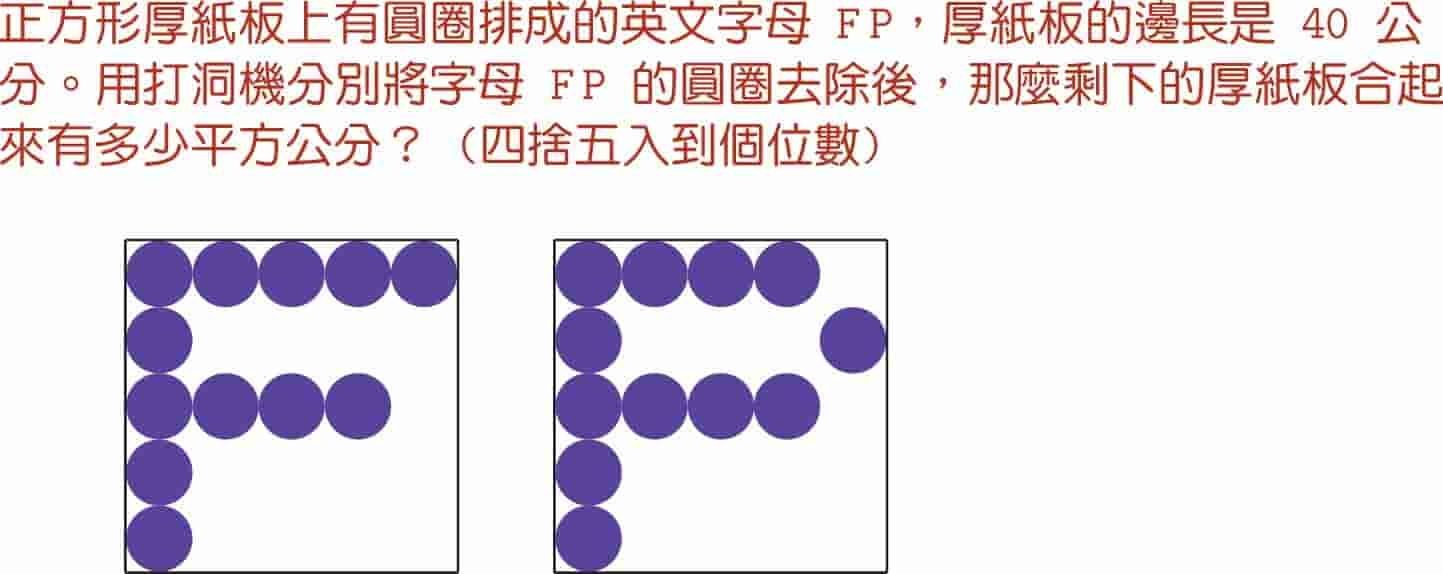 正方形厚紙板上有圓圈排成的英文字母 FP，厚紙板的邊長是 40 公
分。用打洞機分別將字母 FP 的圓圈去除後，那麼剩下的厚紙板合起
來有多少平方公分？（四捨五入到個位數）